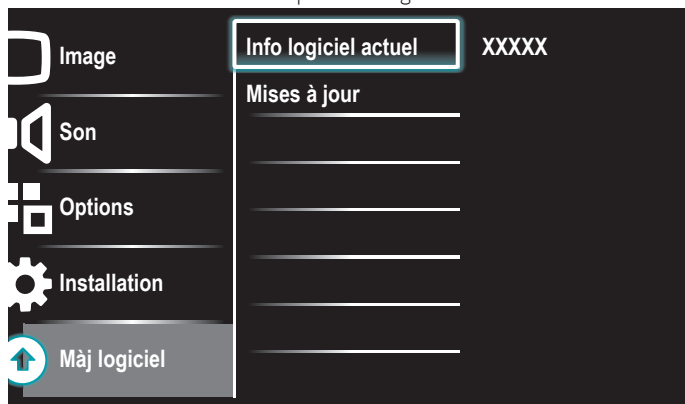 Image
Son
Options
Installation
Màj logiciel
Info logiciel actuel
Mises à jour
XXXXX